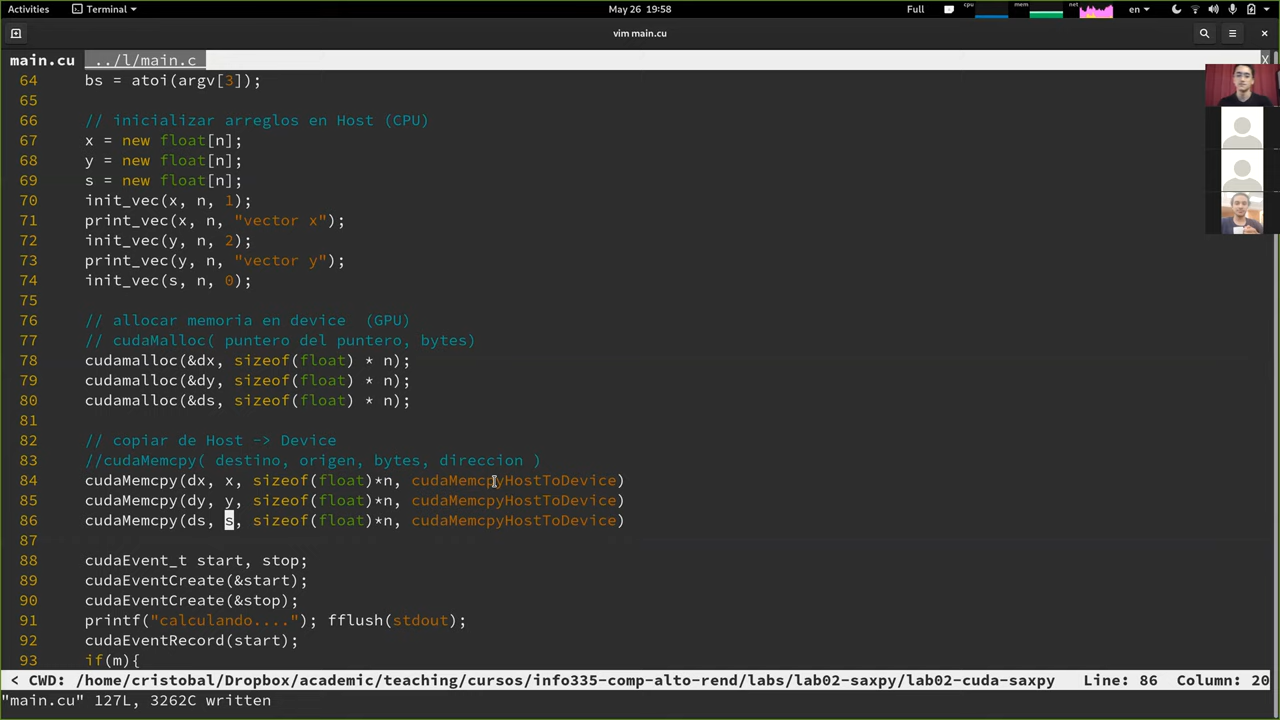 Activities Terminal May 26 19:58 Full cpu mem net en
vim main.cu
main.cu ../l/main.c X
64 bs = atoi(argv[3]);
65
66 // inicializar arreglos en Host (CPU)
67 x = new float[n];
68 y = new float[n];
69 s = new float[n];
70 init_vec(x, n, 1);
71 print_vec(x, n, "vector x");
72 init_vec(y, n, 2);
73 print_vec(y, n, "vector y");
74 init_vec(s, n, 0);
75
76 // allocar memoria en device  (GPU)
77 // cudaMalloc( puntero del puntero, bytes)
78 cudamalloc(&dx, sizeof(float) * n);
79 cudamalloc(&dy, sizeof(float) * n);
80 cudamalloc(&ds, sizeof(float) * n);
81
82 // copiar de Host -> Device
83 //cudaMemcpy( destino, origen, bytes, direccion )
84 cudaMemcpy(dx, x, sizeof(float)*n, cudaMemcpyHostToDevice)
85 cudaMemcpy(dy, y, sizeof(float)*n, cudaMemcpyHostToDevice)
86 cudaMemcpy(ds, s, sizeof(float)*n, cudaMemcpyHostToDevice)
87
88 cudaEvent_t start, stop;
89 cudaEventCreate(&start);
90 cudaEventCreate(&stop);
91 printf("calculando...."); fflush(stdout);
92 cudaEventRecord(start);
93 if(m){
< CWD: /home/cristobal/Dropbox/academic/teaching/cursos/info335-comp-alto-rend/labs/lab02-saxpy/lab02-cuda-saxpy Line: 86 Column: 20
"main.cu" 127L, 3262C written